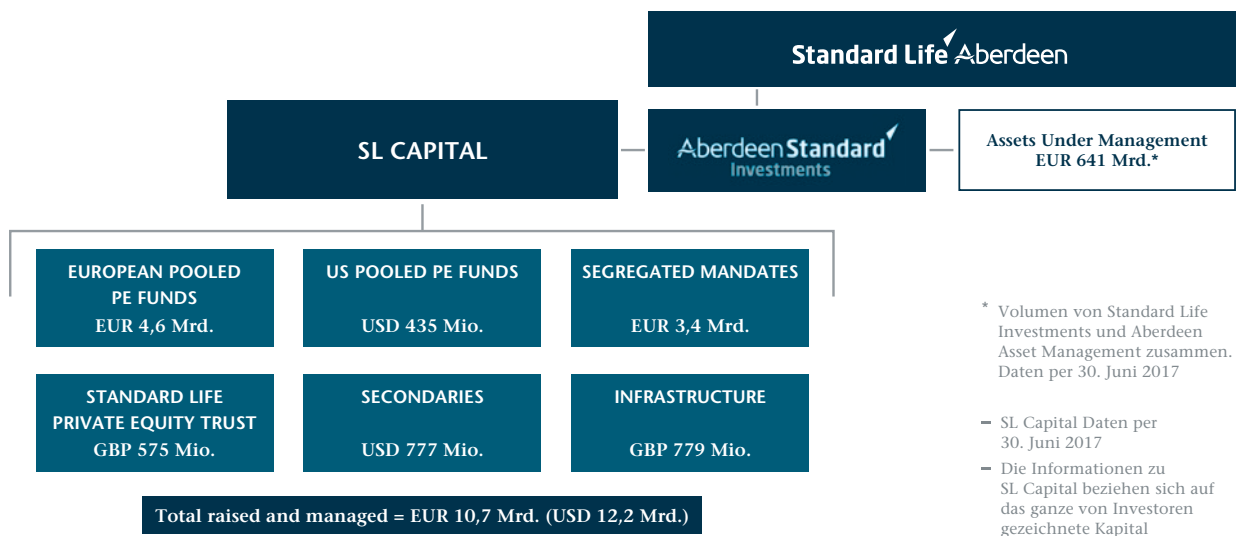 Standard Life Aberdeen
SL CAPITAL
Aberdeen Standard
Investments
Assets Under Management
EUR 641 Mrd.*
EUROPEAN POOLED
PE FUNDS
EUR 4,6 Mrd.
US POOLED PE FUNDS
USD 435 Mio.
SEGREGATED MANDATES
EUR 3,4 Mrd.
STANDARD LIFE
PRIVATE EQUITY TRUST
GBP 575 Mio.
SECONDARIES
USD 777 Mio.
INFRASTRUCTURE
GBP 779 Mio.
Total raised and managed = EUR 10,7 Mrd. (USD 12,2 Mrd.)
* Volumen von Standard Life
Investments und Aberdeen
Asset Management zusammen.
Daten per 30. Juni 2017
– SL Capital Daten per
30. Juni 2017
– Die Informationen zu
SL Capital beziehen sich auf
das ganze von Investoren
gezeichnete Kapital